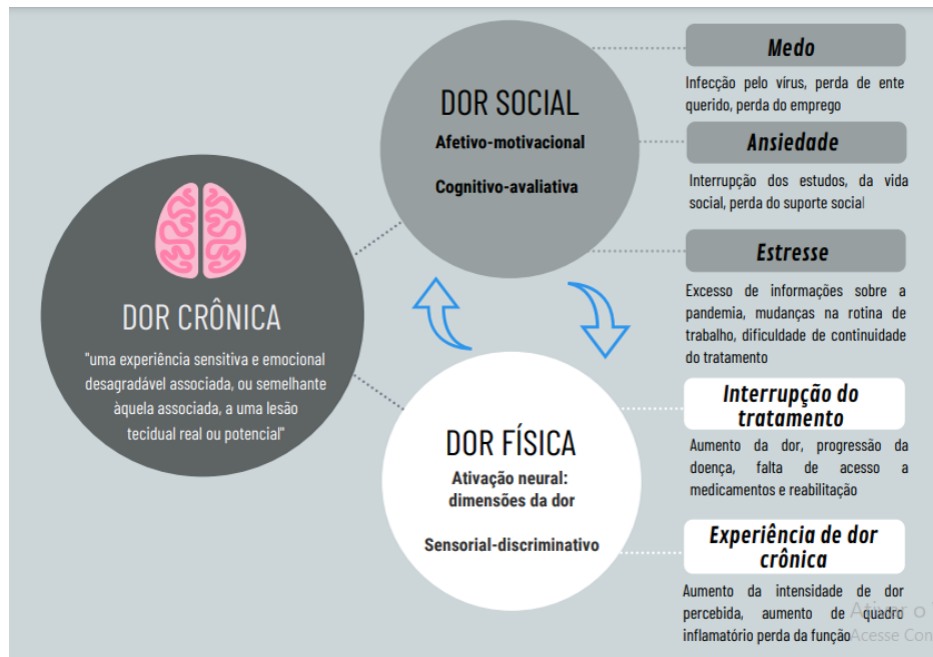 DOR CRÔNICA
"uma experiência sensitiva e emocional
desagradável associada, ou semelhante
àquela associada, a uma lesão
tecidual real ou potencial"
DOR SOCIAL
Afetivo-motivacional
Cognitivo-avaliativa
Medo
Infecção pelo vírus, perda de ente
querido, perda do emprego
Ansiedade
Interrupção dos estudos, da vida
social, perda do suporte social
Estresse
Excesso de informações sobre a
pandemia, mudanças na rotina de
trabalho, dificuldade de continuidade
do tratamento
DOR FÍSICA
Ativação neural:
dimensões da dor
Sensorial-discriminativo
Interrupção do
tratamento
Aumento da dor, progressão da
doença, falta de acesso a
medicamentos e reabilitação
Experiência de dor
crônica
Aumento da intensidade de dor
percebida, aumento de quadro
inflamatório perda da função
Ativar o
Acesse Con